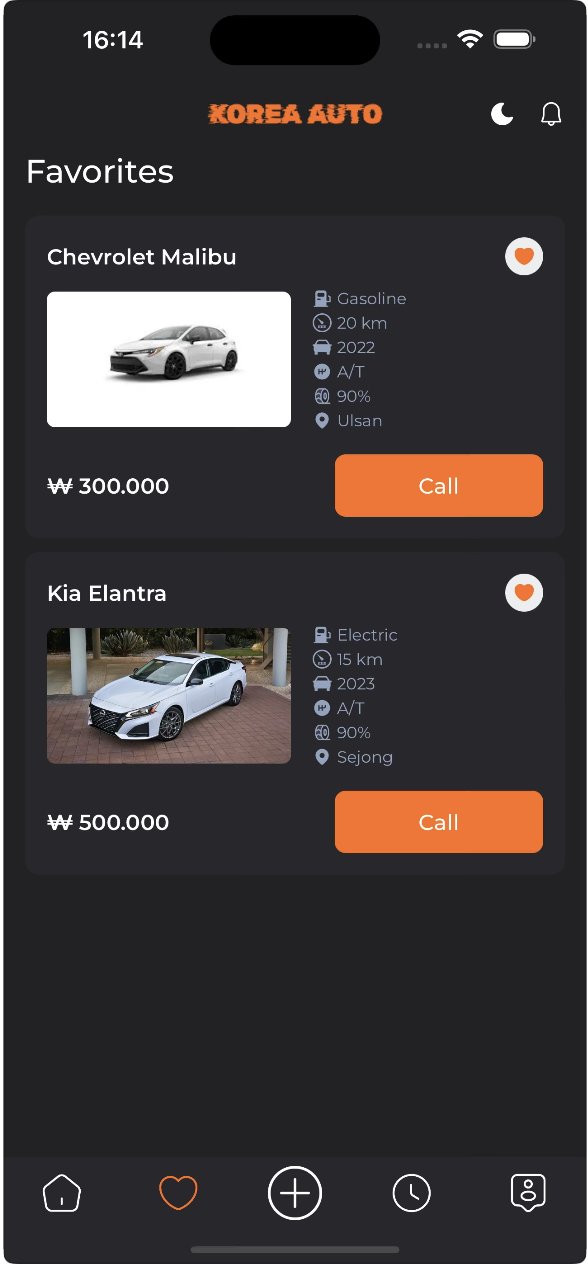 16:14
KOREA AUTO
Favorites
Chevrolet Malibu
Gasoline
20 km
2022
A/T
90%
Ulsan
₩ 300.000
Call
Kia Elantra
Electric
15 km
2023
A/T
90%
Sejong
₩ 500.000
Call